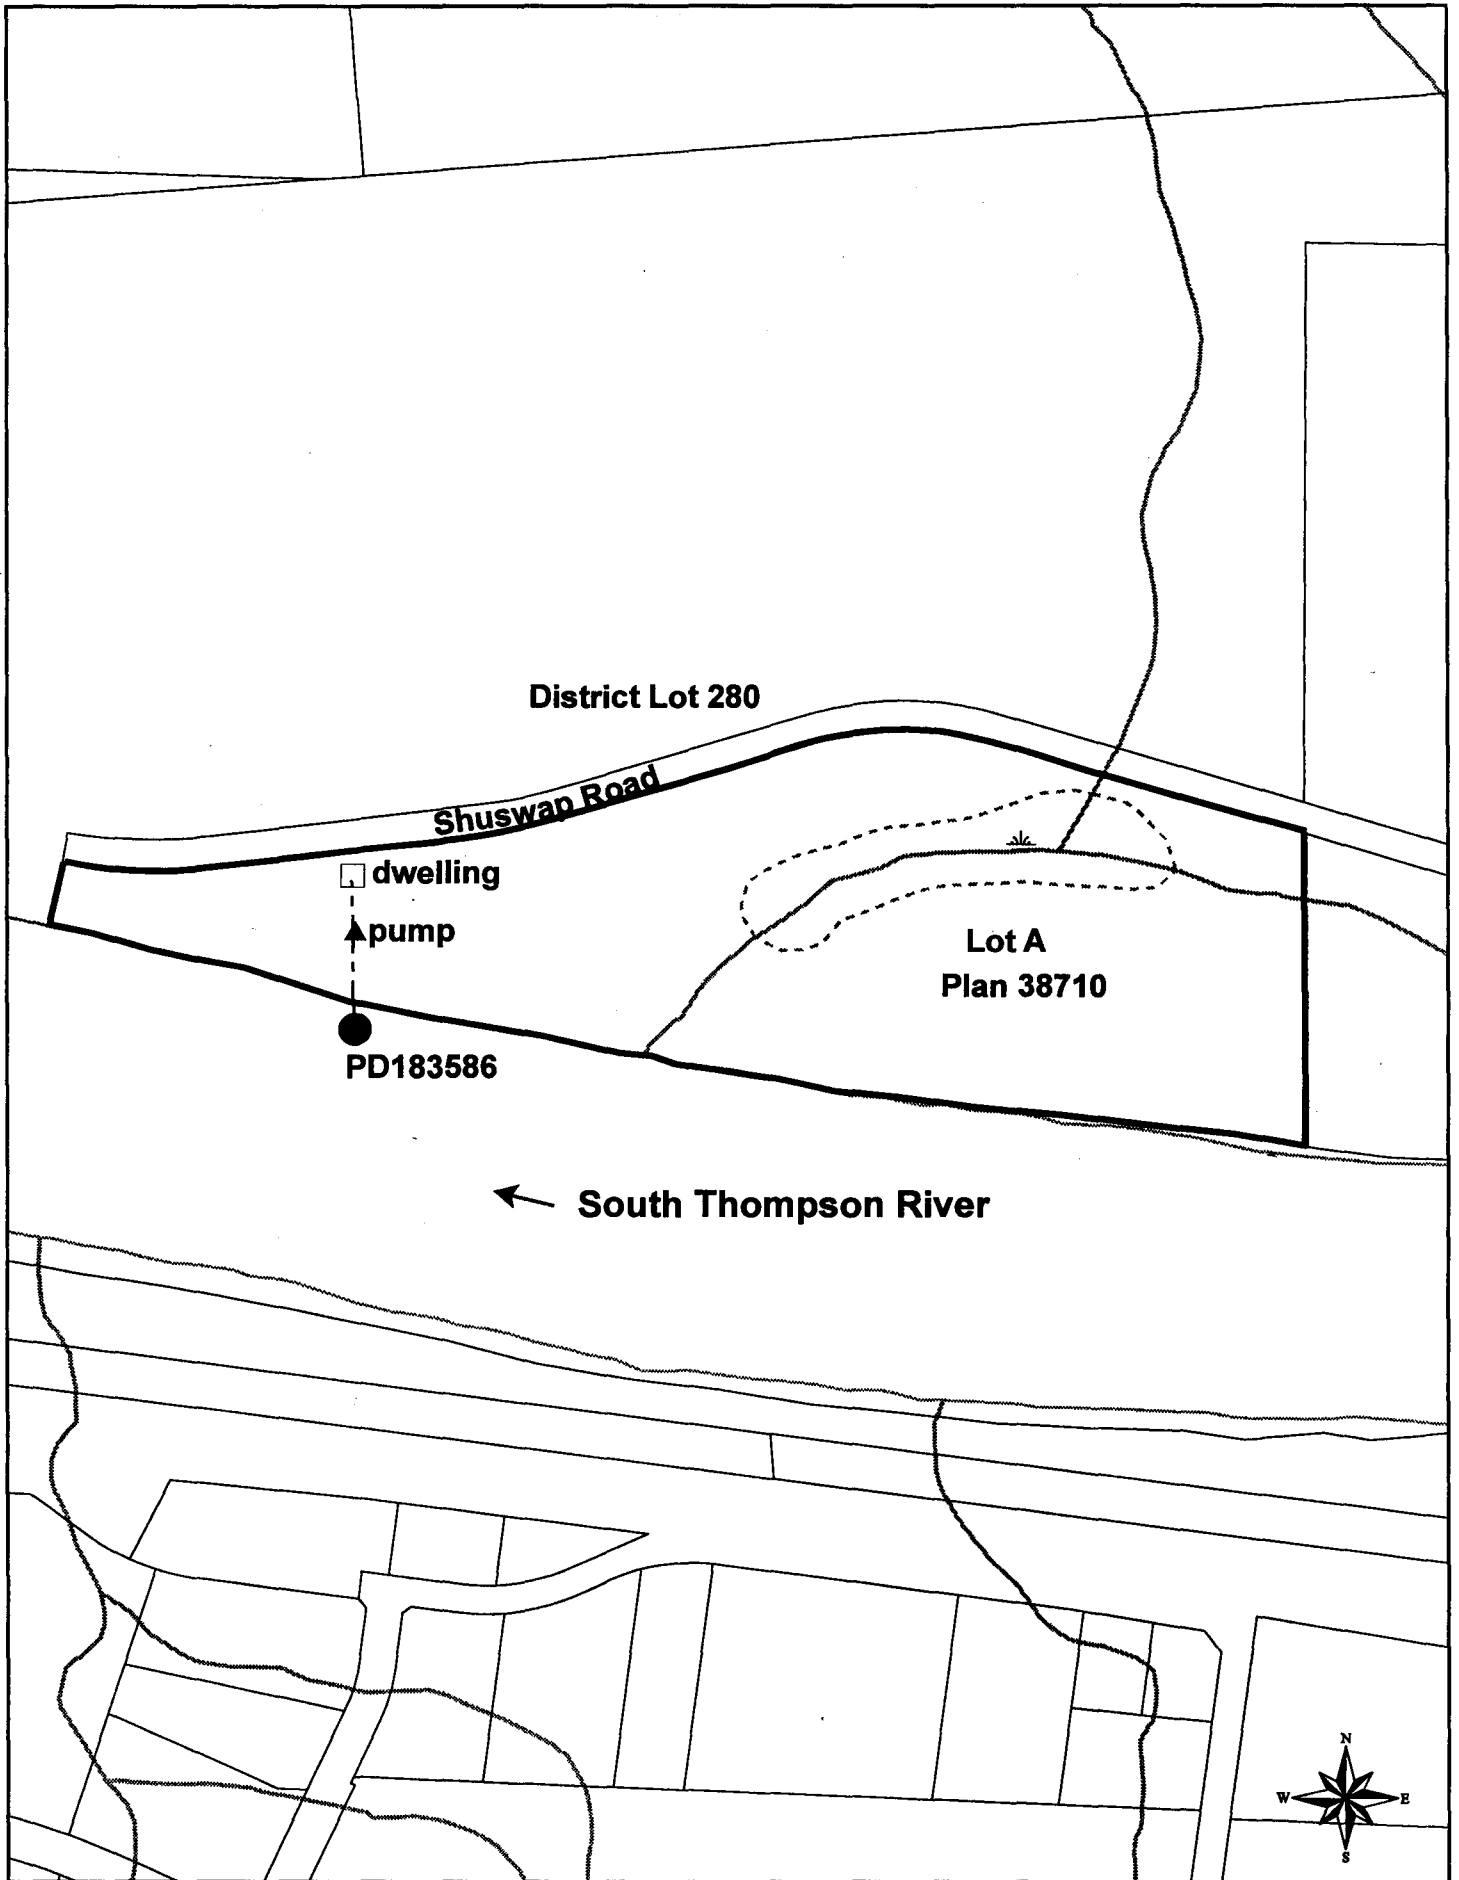 District Lot 280
Shuswap Road
dwelling
pump
Lot A
Plan 38710
PD183586
South Thompson River
N
W E
S